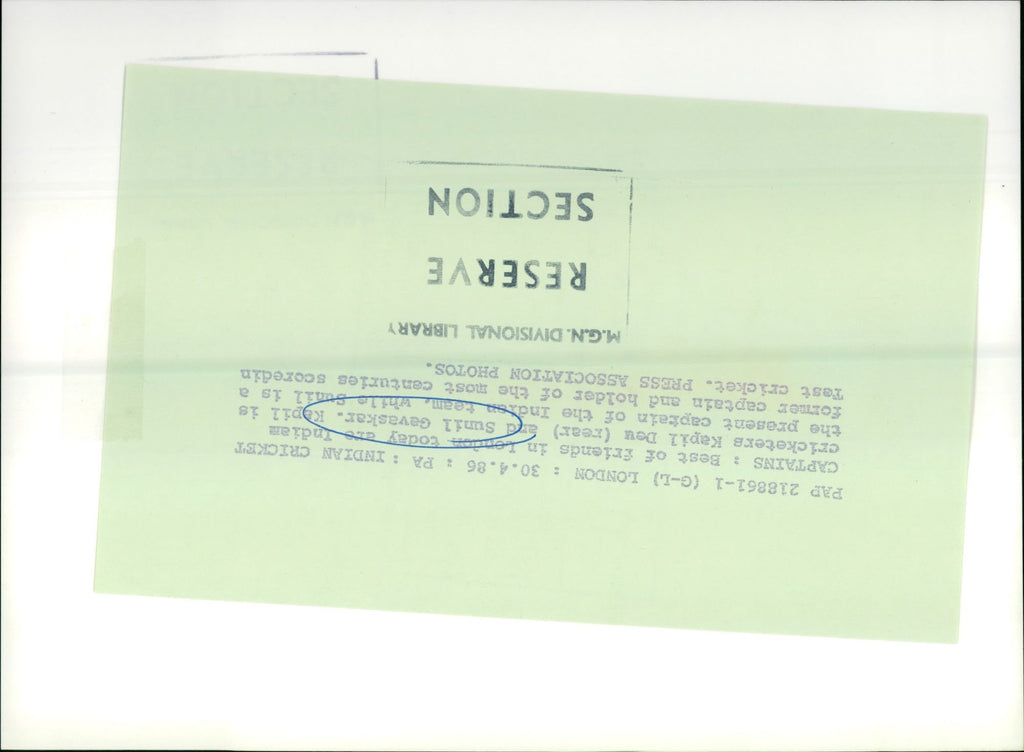 PAP 218861-1 (G-L) LONDON : 30.4.86 : PA : INDIAN CRICKET
CAPTAINS : Best of friends in London today are Indian
cricketers Kapil Dev (rear) and Sunil Gavaskar. Kapil is
the present captain of the Indian team, while Sunil is a
former captain and holder of the most centuries scoredin
Test cricket. PRESS ASSOCIATION PHOTOS.
M.G.N. DIVISIONAL LIBRARY
RESERVE
SECTION